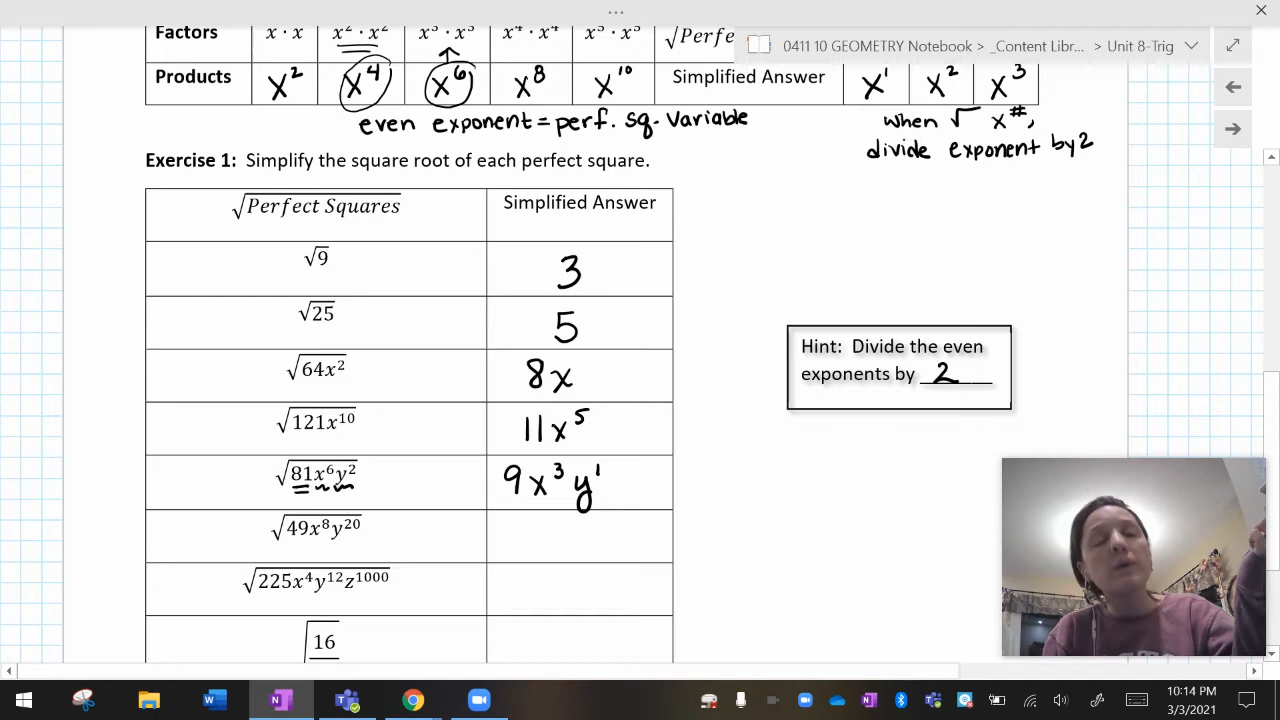 ...
0411 10 GEOMETRY Notebook > _Content Libr... > Unit 8-Trig
Factors x · x x² · x² x³ · x³ x⁴ · x⁴ x⁵ · x⁵ √Perfe
Products x² x⁴ x⁶ x⁸ x¹⁰ Simplified Answer x¹ x² x³
even exponent = perf. sq. variable
when √ x^#,
divide exponent by 2
Exercise 1: Simplify the square root of each perfect square.
√Perfect Squares Simplified Answer
√9 3
√25 5
√64x² 8x
√121x¹⁰ 11x⁵
√81x⁶y² 9x³y¹
√49x⁸y²⁰
√225x⁴y¹²z¹⁰⁰⁰
√16
Hint: Divide the even
exponents by 2
10:14 PM
3/3/2021